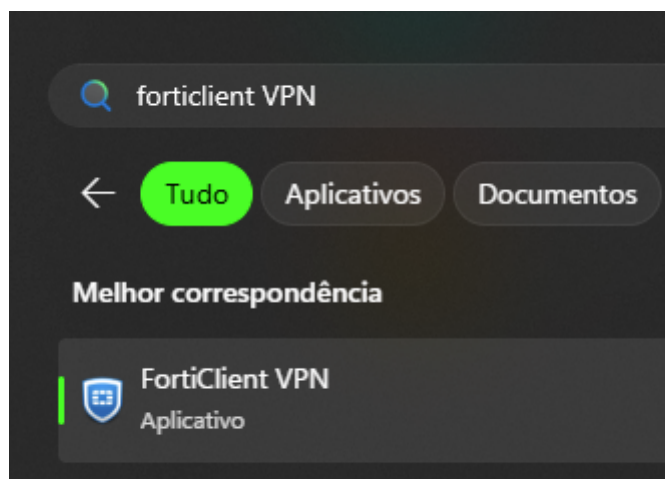 forticlient VPN
Tudo Aplicativos Documentos
Melhor correspondência
FortiClient VPN
Aplicativo